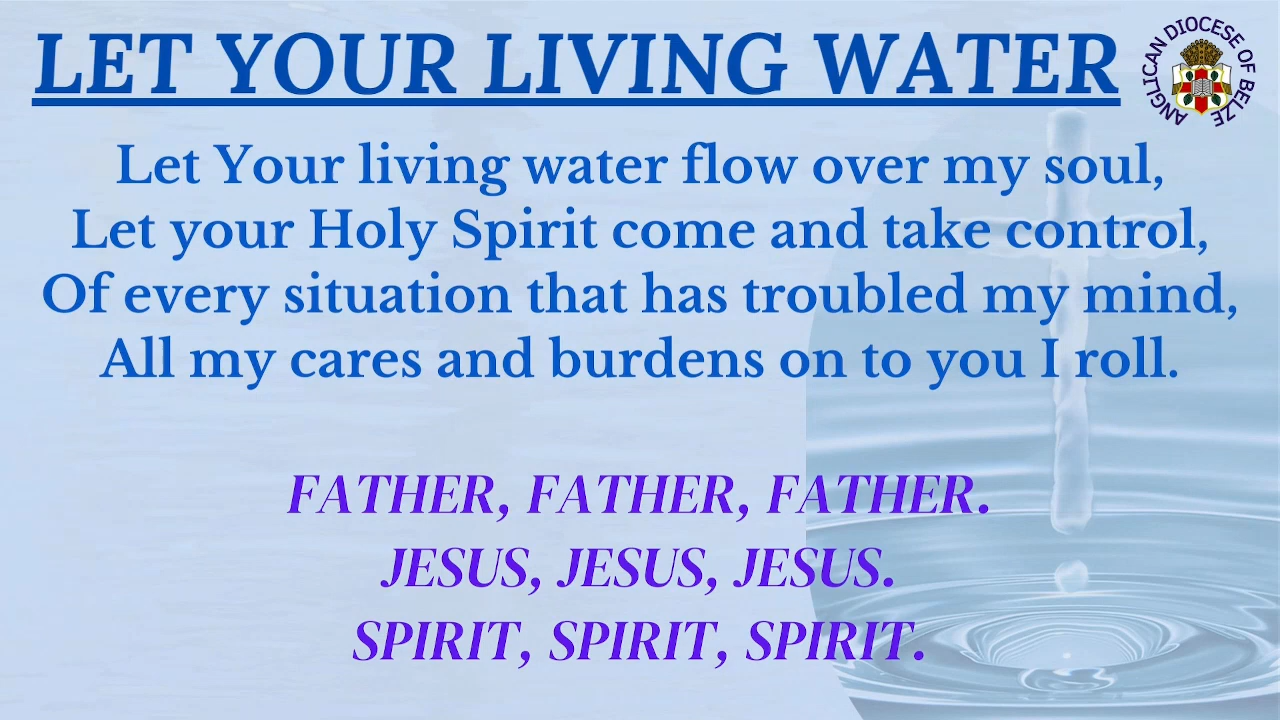 LET YOUR LIVING WATER
ANGLICAN DIOCESE OF BELZE
Let Your living water flow over my soul,
Let your Holy Spirit come and take control,
Of every situation that has troubled my mind,
All my cares and burdens on to you I roll.
FATHER, FATHER, FATHER.
JESUS, JESUS, JESUS.
SPIRIT, SPIRIT, SPIRIT.